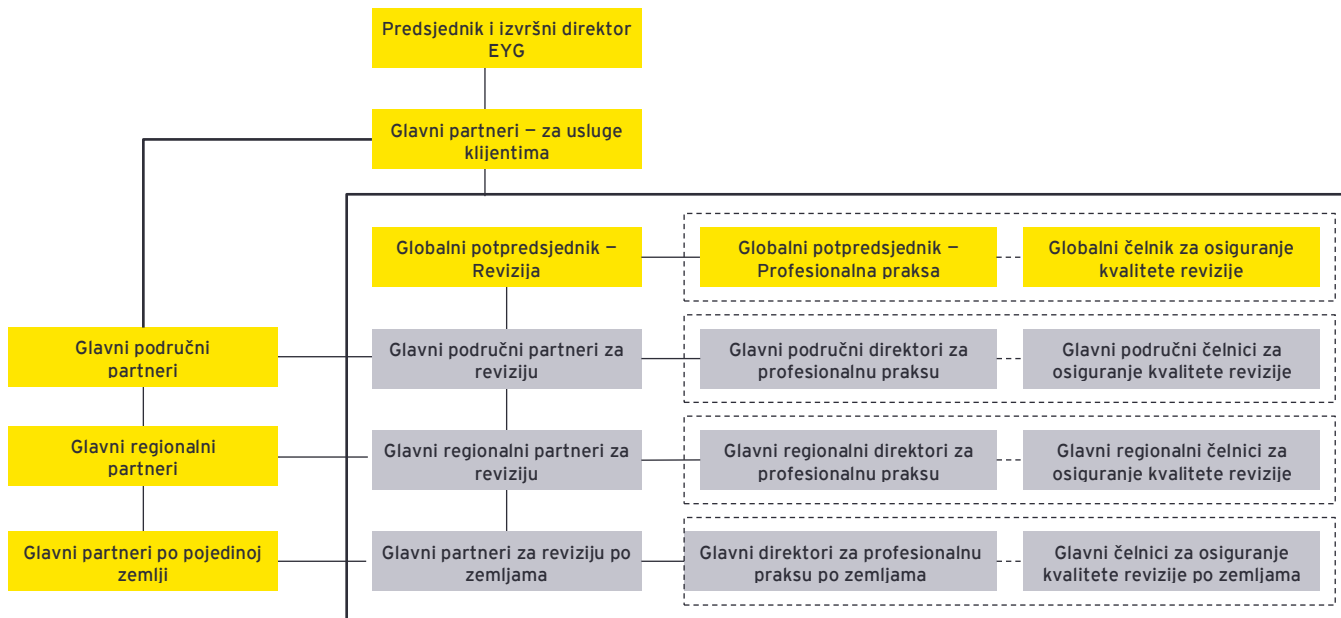 Predsjednik i izvršni direktor
EYG
Glavni partneri – za usluge
klijentima
Globalni potpredsjednik –
Revizija
Globalni potpredsjednik –
Profesionalna praksa
Globalni čelnik za osiguranje
kvalitete revizije
Glavni područni
partneri
Glavni područni partneri za
reviziju
Glavni područni direktori za
profesionalnu praksu
Glavni područni čelnici za
osiguranje kvalitete revizije
Glavni regionalni
partneri
Glavni regionalni partneri za
reviziju
Glavni regionalni direktori za
profesionalnu praksu
Glavni regionalni čelnici za
osiguranje kvalitete revizije
Glavni partneri po pojedinoj
zemlji
Glavni partneri za reviziju po
zemljama
Glavni direktori za profesionalnu
praksu po zemljama
Glavni čelnici za osiguranje
kvalitete revizije po zemljama